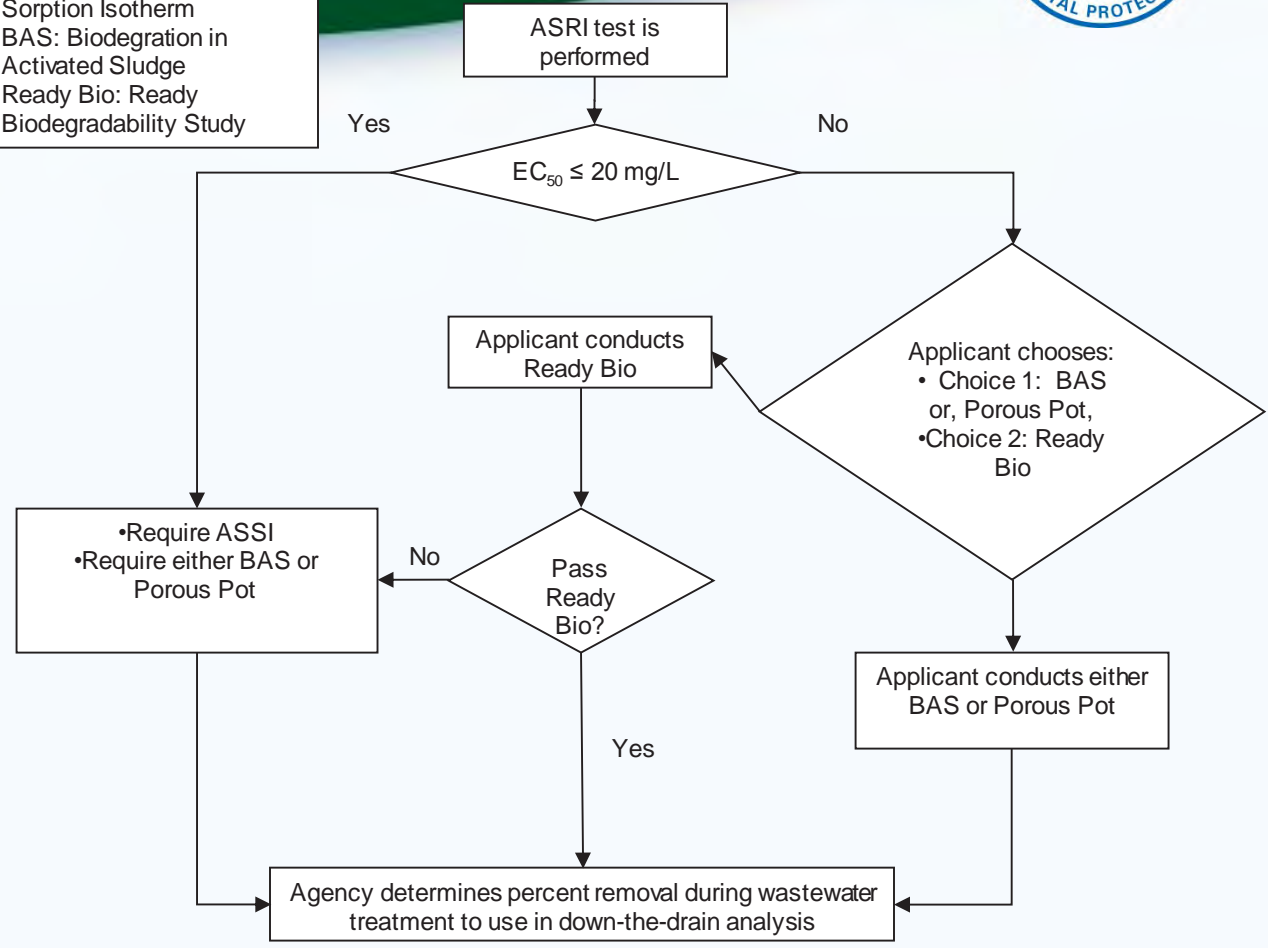 Sorption Isotherm
BAS: Biodegration in
Activated Sludge
Ready Bio: Ready
Biodegradability Study
TAL PROTEC
ASRI test is
performed
Yes
No
EC50 ≤ 20 mg/L
Applicant conducts
Ready Bio
Applicant chooses:
• Choice 1: BAS
or, Porous Pot,
•Choice 2: Ready
Bio
•Require ASSI
•Require either BAS or
Porous Pot
No
Pass
Ready
Bio?
Applicant conducts either
BAS or Porous Pot
Yes
Agency determines percent removal during wastewater
treatment to use in down-the-drain analysis